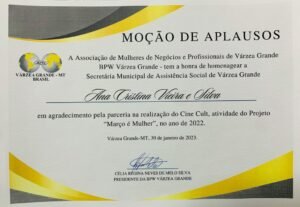 MOÇÃO DE APLAUSOS
VÁRZEA GRANDE - MT
BRASIL
A Associação de Mulheres de Negócios e Profissionais de Várzea Grande
BPW Várzea Grande - tem a honra de homenagear a
Secretária Municipal de Assistência Social de Várzea Grande
Ana Cristina Vieira e Silva
em agradecimento pela parceria na realização do Cine Cult, atividade do Projeto
"Março é Mulher", no ano de 2022.
Várzea Grande-MT, 30 de janeiro de 2023.
CÉLIA REGINA NEVES DE MELO SILVA
PRESIDENTE DA BPW VÁRZEA GRANDE